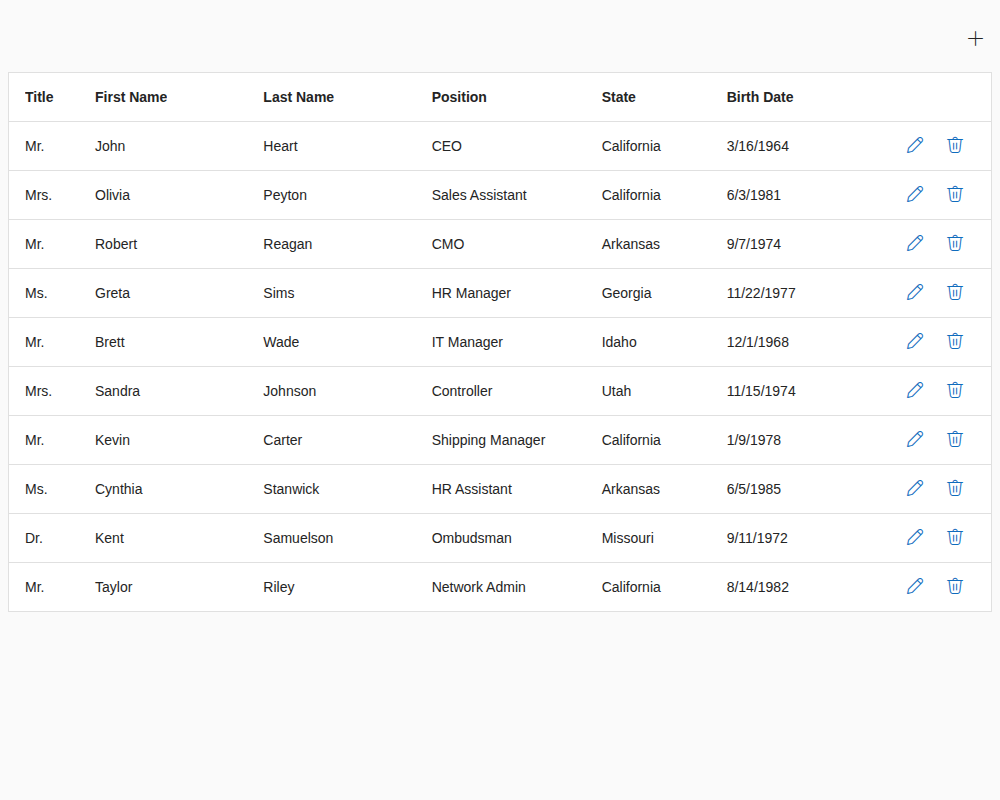 Title First Name Last Name Position State Birth Date
Mr. John Heart CEO California 3/16/1964
Mrs. Olivia Peyton Sales Assistant California 6/3/1981
Mr. Robert Reagan CMO Arkansas 9/7/1974
Ms. Greta Sims HR Manager Georgia 11/22/1977
Mr. Brett Wade IT Manager Idaho 12/1/1968
Mrs. Sandra Johnson Controller Utah 11/15/1974
Mr. Kevin Carter Shipping Manager California 1/9/1978
Ms. Cynthia Stanwick HR Assistant Arkansas 6/5/1985
Dr. Kent Samuelson Ombudsman Missouri 9/11/1972
Mr. Taylor Riley Network Admin California 8/14/1982